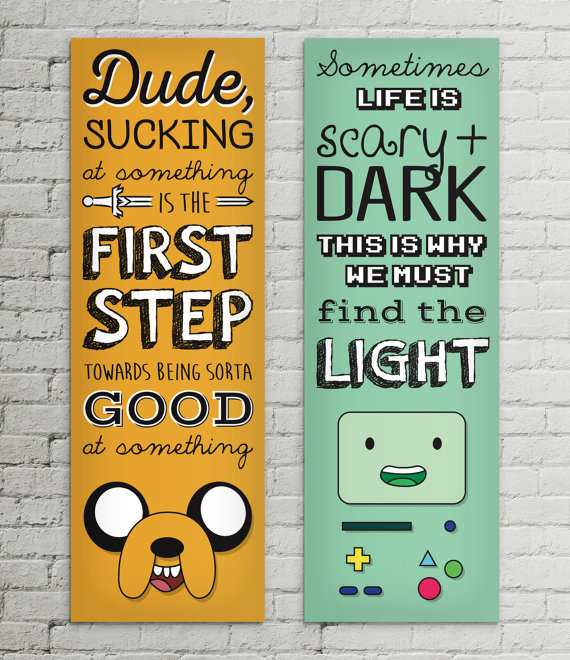 Dude,
SUCKING
at something
IS THE
FIRST
STEP
TOWARDS BEING SORTA
GOOD
at something
Sometimes
LIFE IS
scary +
DARK
THIS IS WHY
WE MUST
find the
LIGHT